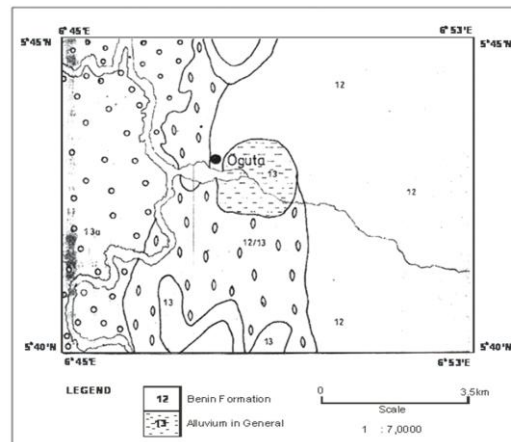 6° 45'E 6° 53'E
5° 45'N 5° 45'N
12
Oguta
13
12
13a
12/13
13
12
13
5° 40'N 5° 40'N
6° 45'E 6° 53'E
LEGEND
12 Benin Formation
13 Alluvium in General
0 3.5km
Scale
1 : 7,0000